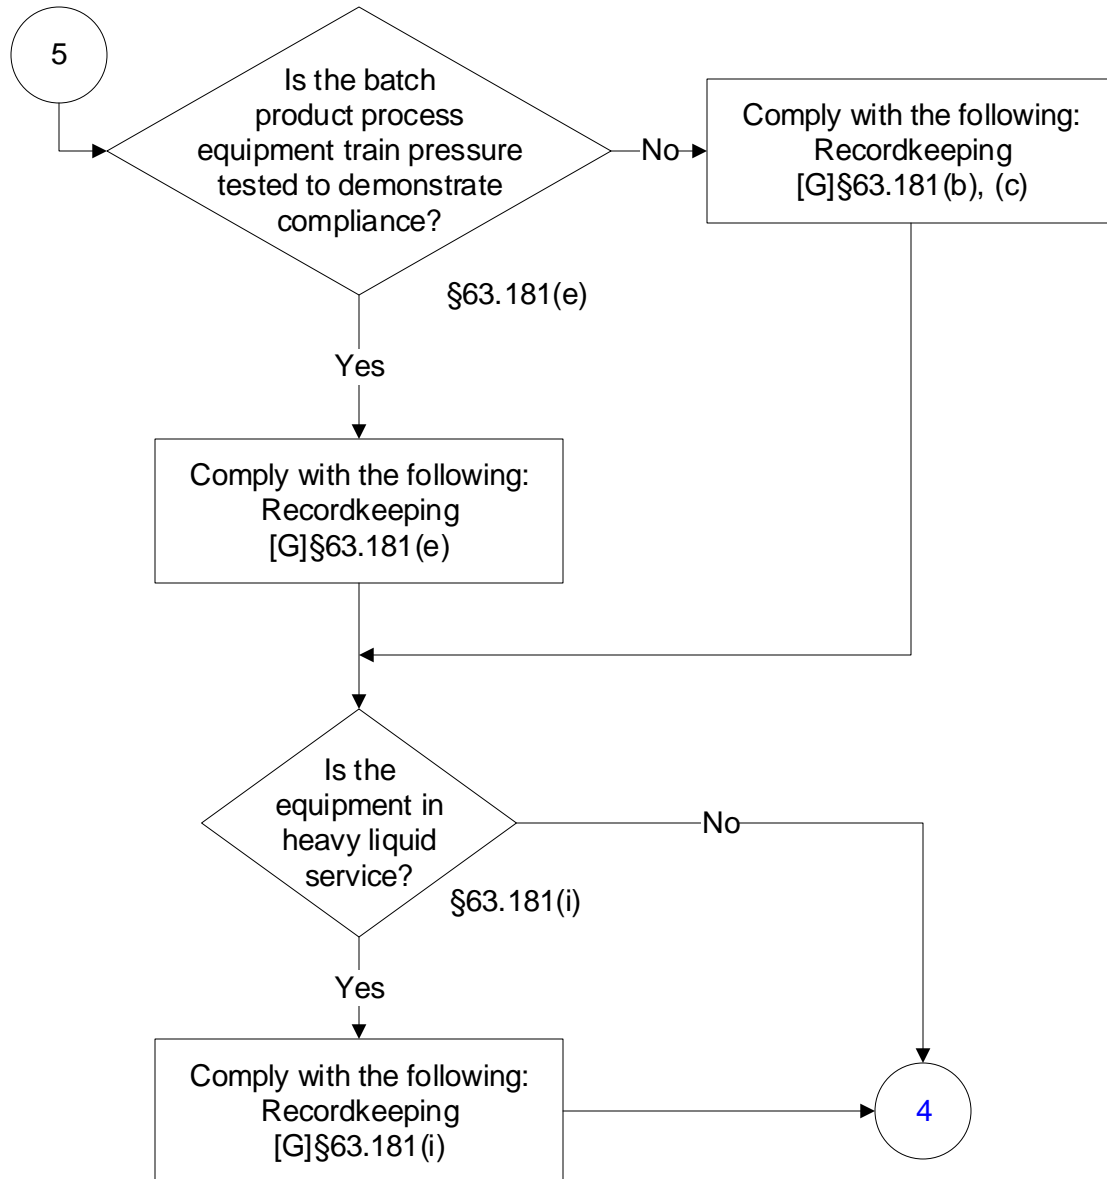 5
Is the batch
product process
equipment train pressure
tested to demonstrate
compliance?
No
Comply with the following:
Recordkeeping
[G]§63.181(b), (c)
§63.181(e)
Yes
Comply with the following:
Recordkeeping
[G]§63.181(e)
Is the
equipment in
heavy liquid
service?
No
§63.181(i)
Yes
Comply with the following:
Recordkeeping
[G]§63.181(i)
4